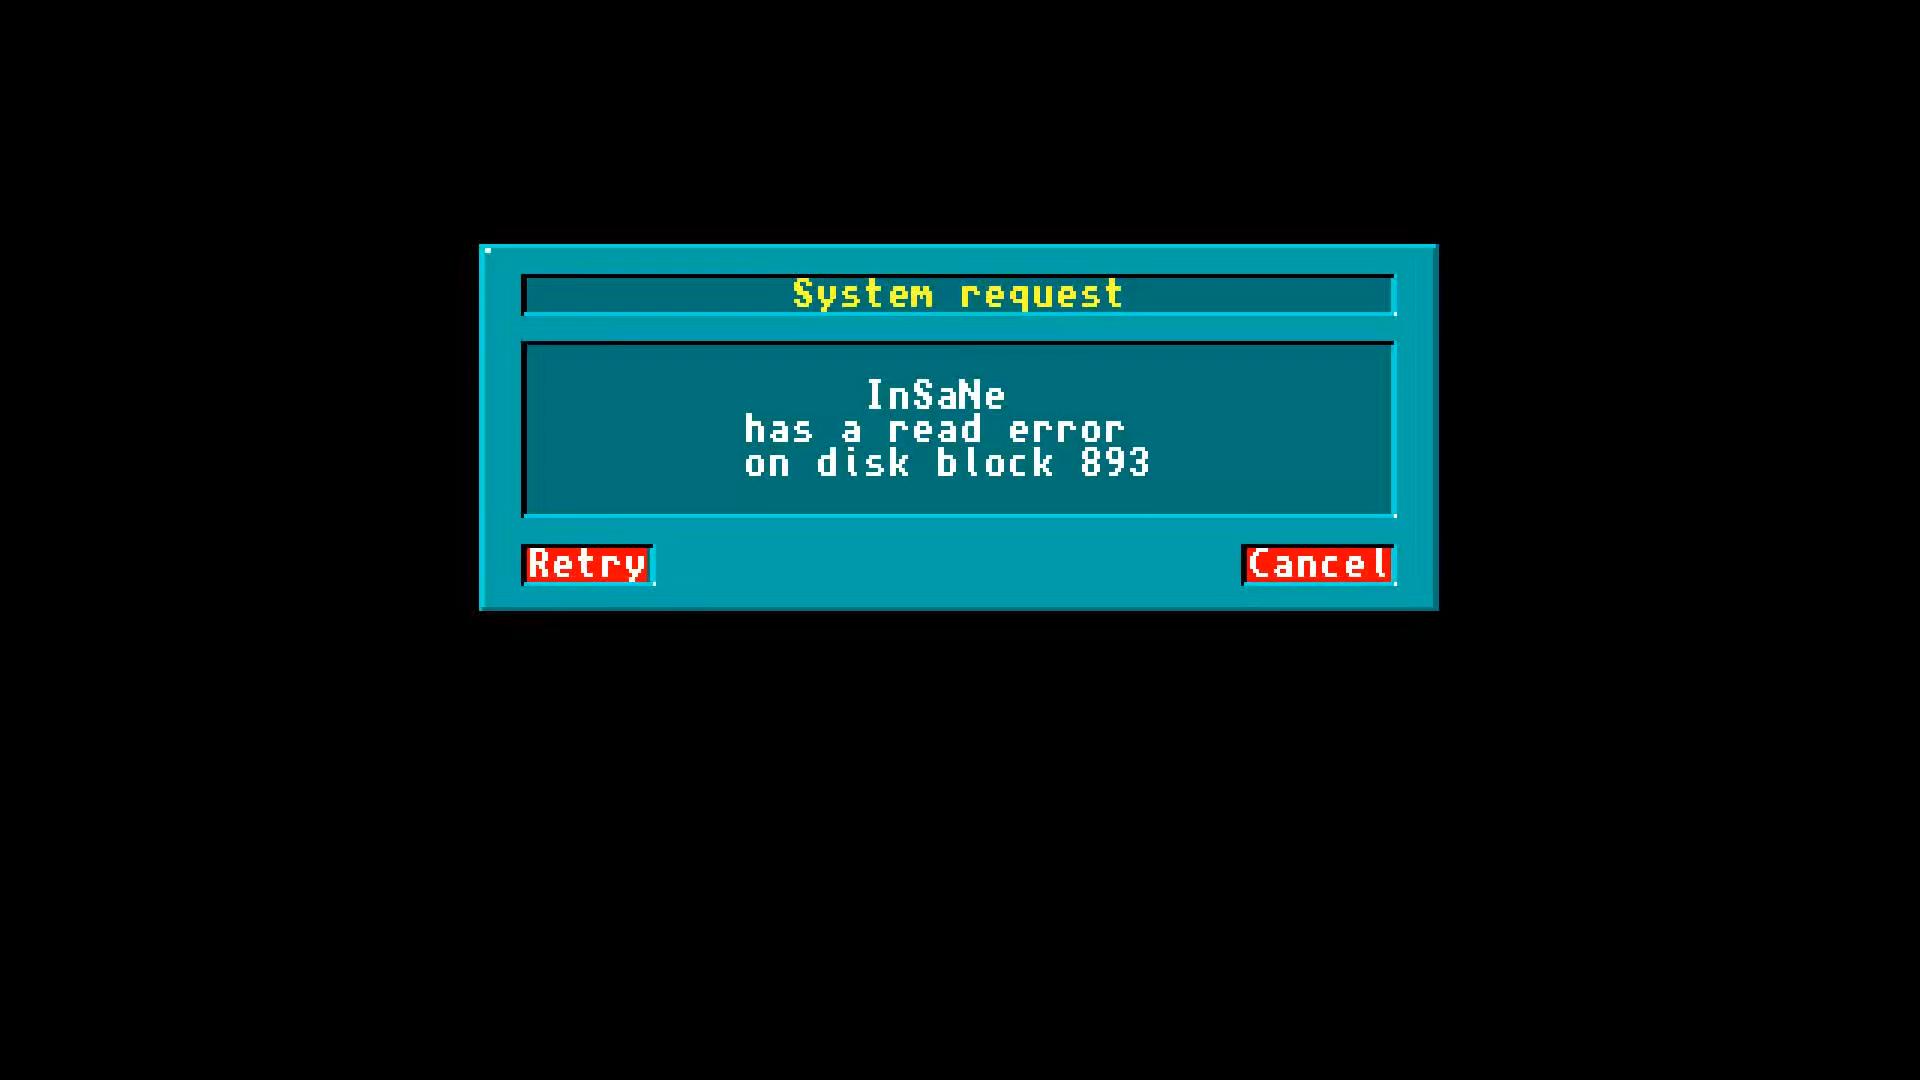 System request
InSaNe
has a read error
on disk block 893
Retry
Cancel